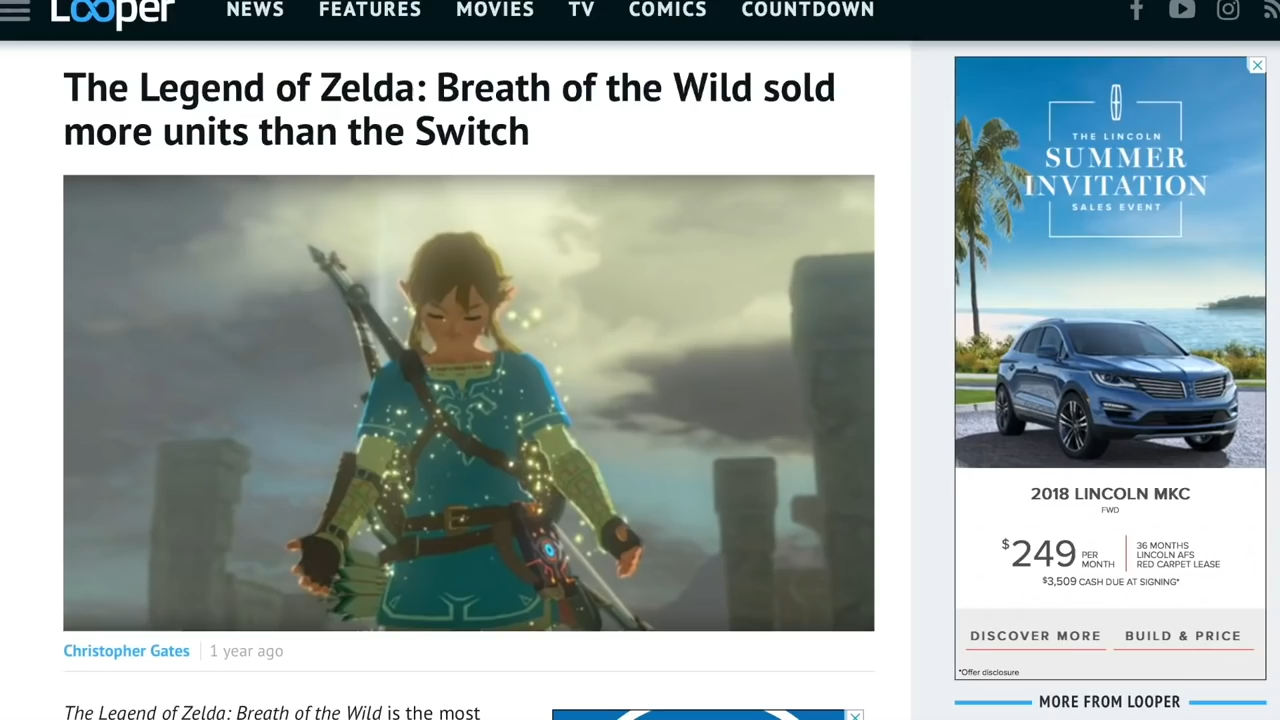 Looper
NEWS FEATURES MOVIES TV COMICS COUNTDOWN
The Legend of Zelda: Breath of the Wild sold
more units than the Switch
Christopher Gates 1 year ago
The Legend of Zelda: Breath of the Wild is the most
THE LINCOLN
SUMMER
INVITATION
SALES EVENT
2018 LINCOLN MKC
FWD
$249 PER
MONTH
36 MONTHS
LINCOLN AFS
RED CARPET LEASE
$3,509 CASH DUE AT SIGNING*
DISCOVER MORE BUILD & PRICE
*Offer disclosure
MORE FROM LOOPER